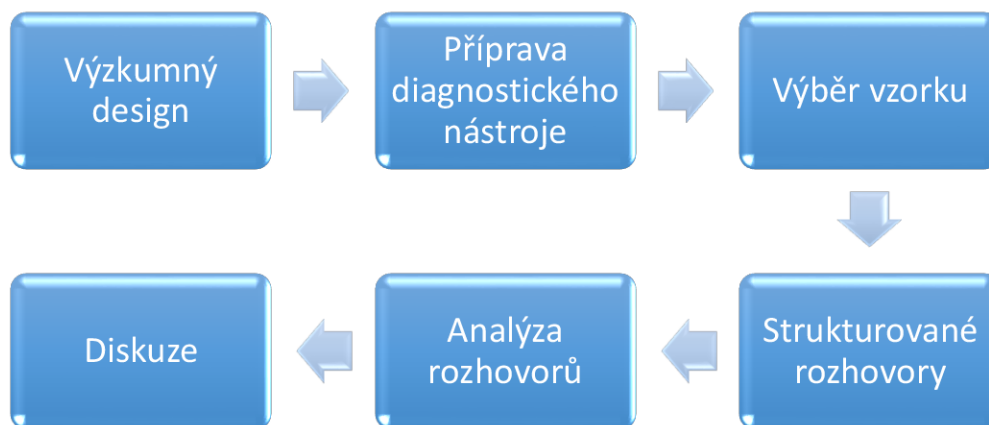 Výzkumný
design
Příprava
diagnostického
nástroje
Výběr vzorku
Strukturované
rozhovory
Analýza
rozhovorů
Diskuze